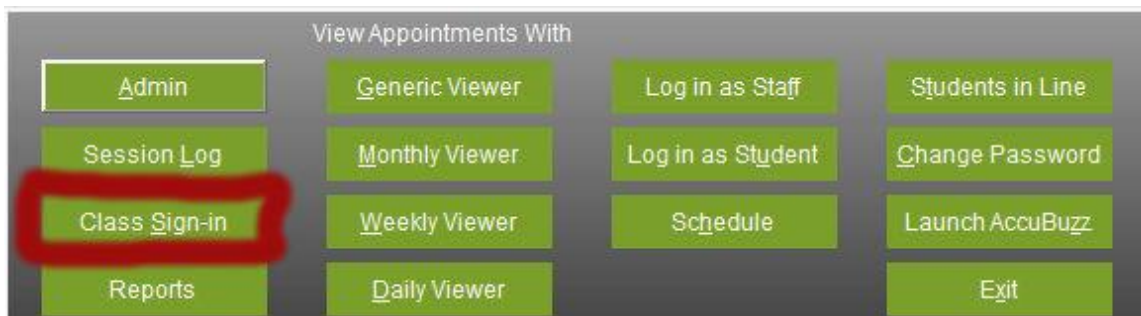 View Appointments With
Admin
Generic Viewer
Log in as Staff
Students in Line
Session Log
Monthly Viewer
Log in as Student
Change Password
Class Sign-in
Weekly Viewer
Schedule
Launch AccuBuzz
Reports
Daily Viewer
Exit